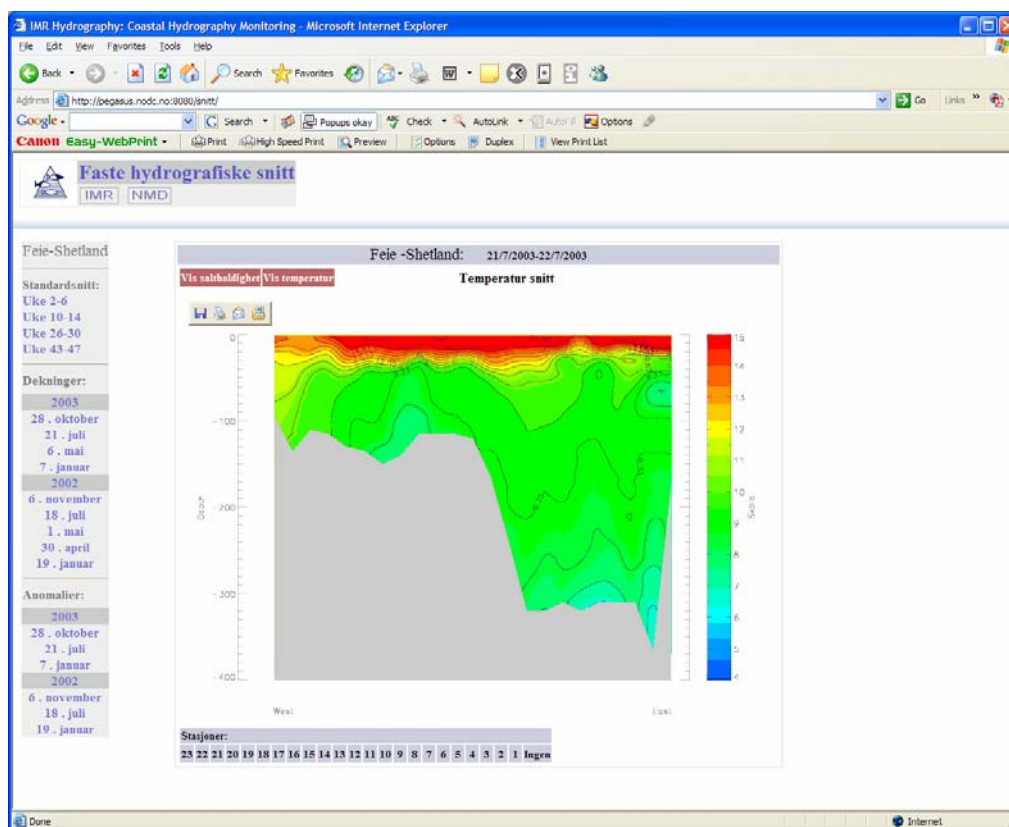 IMR Hydrography: Coastal Hydrography Monitoring - Microsoft Internet Explorer
File Edit View Favorites Tools Help
Back Search Favorites
Address http://pegasus.nodc.no:8080/snitt/ Go Links
Google Search Popups okay Check AutoLink AutoFill Options
Canon Easy-WebPrint Print High Speed Print Preview Options Duplex View Print List
Faste hydrografiske snitt
IMR NMD
Feie-Shetland
Standardsnitt:
Uke 2-6
Uke 10-14
Uke 26-30
Uke 43-47
Dekninger:
2003
28 . oktober
21 . juli
6 . mai
7 . januar
2002
6 . november
18 . juli
1 . mai
30 . april
19 . januar
Anomalier:
2003
28 . oktober
21 . juli
7 . januar
2002
6 . november
18 . juli
19 . januar
Feie -Shetland: 21/7/2003-22/7/2003
Vis saltholdighet Vis temperatur
Temperatur snitt
0
-100
-200
-300
-400
Depth
West East
15
14
13
12
11
10
9
8
7
6
5
4
Scale
Stasjoner:
23 22 21 20 19 18 17 16 15 14 13 12 11 10 9 8 7 6 5 4 3 2 1 Ingen
Done Internet